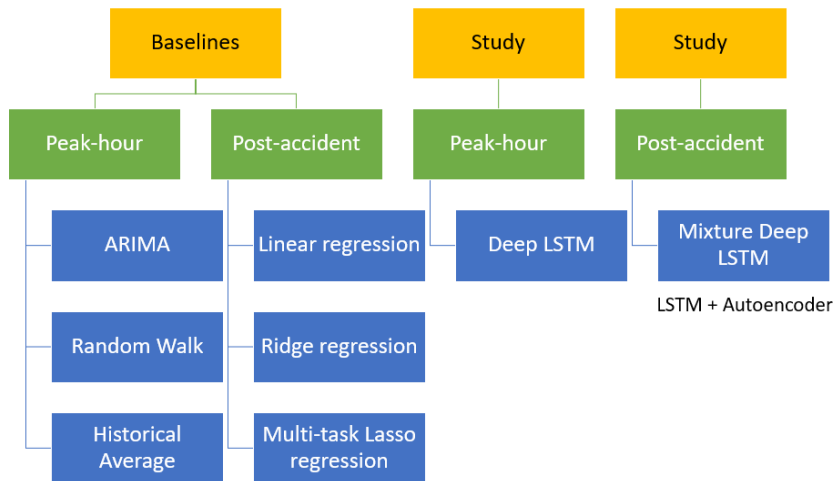 Baselines
Study
Study
Peak-hour
Post-accident
Peak-hour
Post-accident
ARIMA
Linear regression
Deep LSTM
Mixture Deep
LSTM
LSTM + Autoencoder
Random Walk
Ridge regression
Historical
Average
Multi-task Lasso
regression